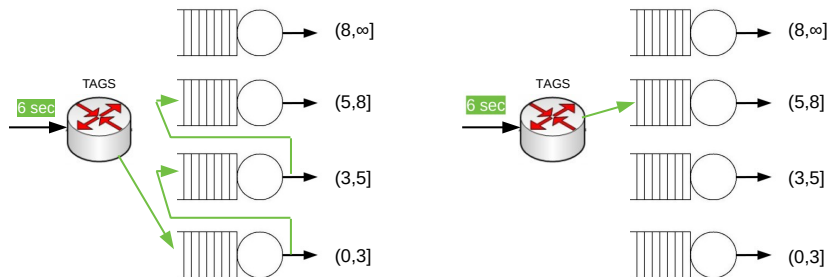 (8,∞]
TAGS
6 sec
(5,8]
(3,5]
(0,3]
(8,∞]
TAGS
6 sec
(5,8]
(3,5]
(0,3]